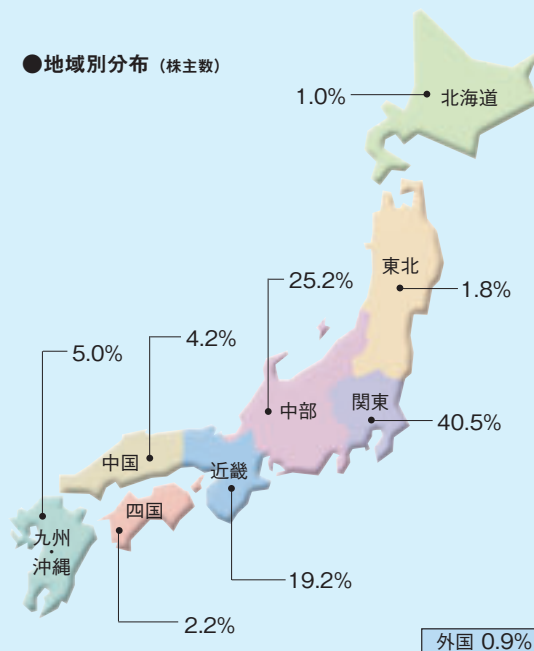 ●地域別分布（株主数）
1.0%
北海道
東北
25.2%
1.8%
4.2%
5.0%
関東
中部
40.5%
中国
近畿
四国
九州
・
沖縄
19.2%
2.2%
外国 0.9%